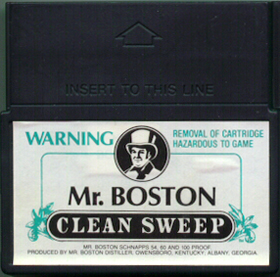 INSERT TO THIS LINE
WARNING
REMOVAL OF CARTRIDGE
HAZARDOUS TO GAME
Mr. BOSTON
CLEAN SWEEP
MR. BOSTON SCHNAPPS 54, 60 AND 100 PROOF
PRODUCED BY MR. BOSTON DISTILLER, OWENSBORO, KENTUCKY; ALBANY, GEORGIA.